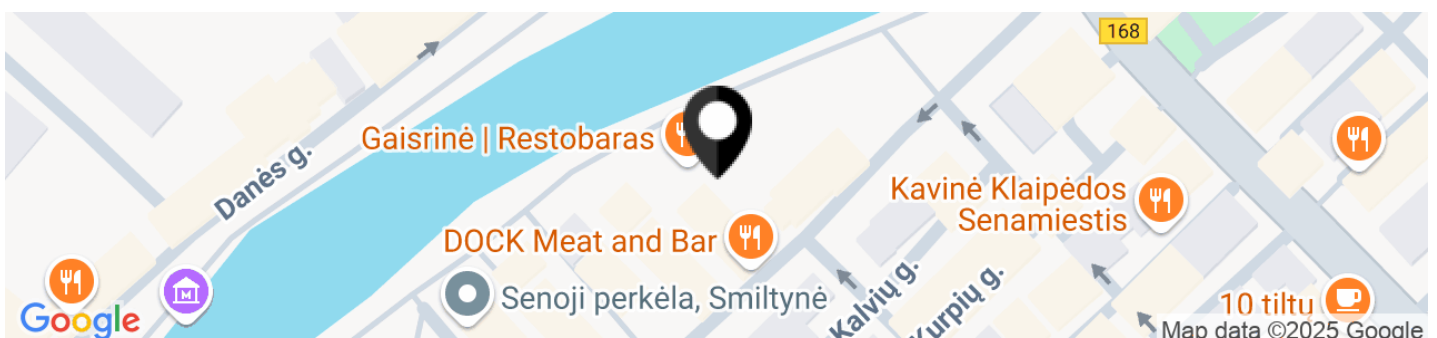 168
Gaisrinė | Restobaras
Danės g.
Kavinė Klaipėdos
Senamiestis
DOCK Meat and Bar
Senoji perkėla, Smiltynė
Kalvių g.
Kurpių g.
10 tiltų
M
Google
Map data ©2025 Google